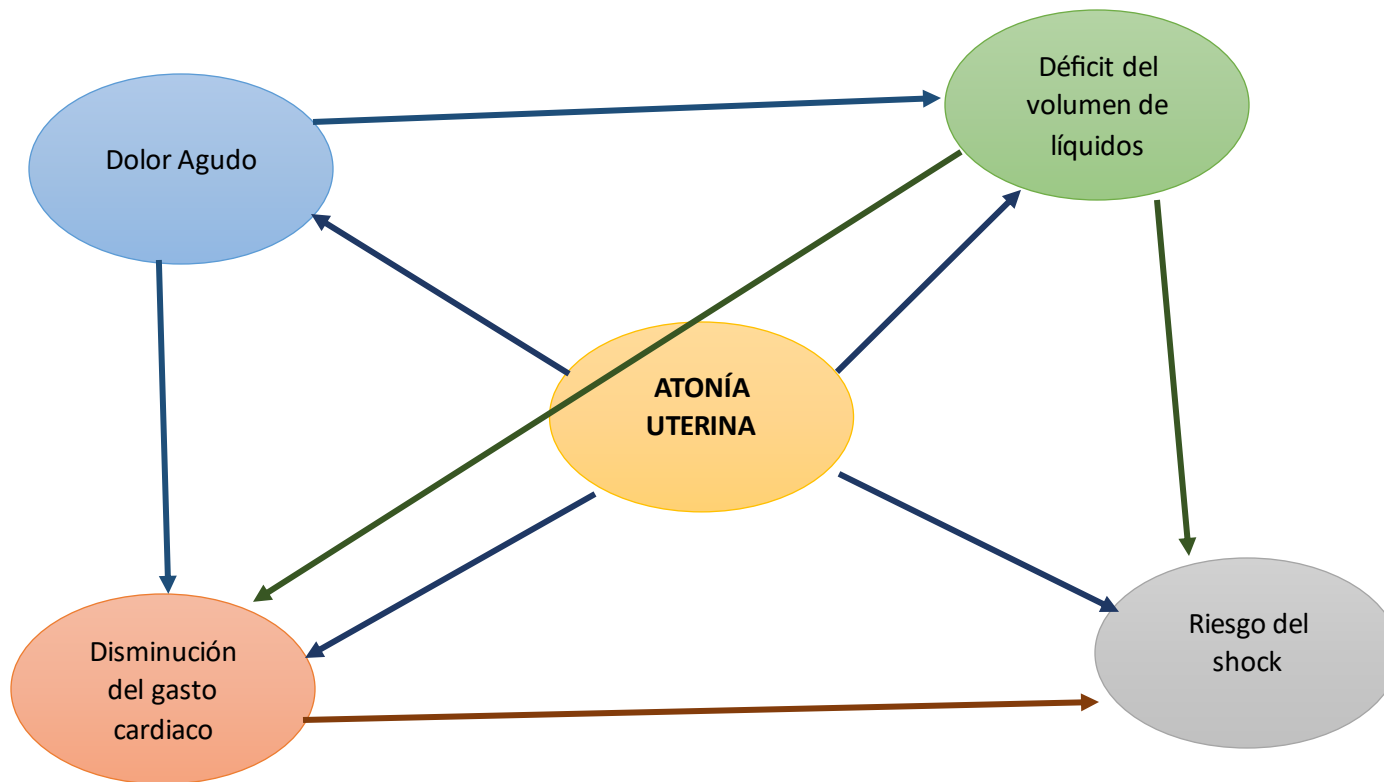 Dolor Agudo
Déficit del
volumen de
líquidos
ATONÍA
UTERINA
Disminución
del gasto
cardiaco
Riesgo del
shock